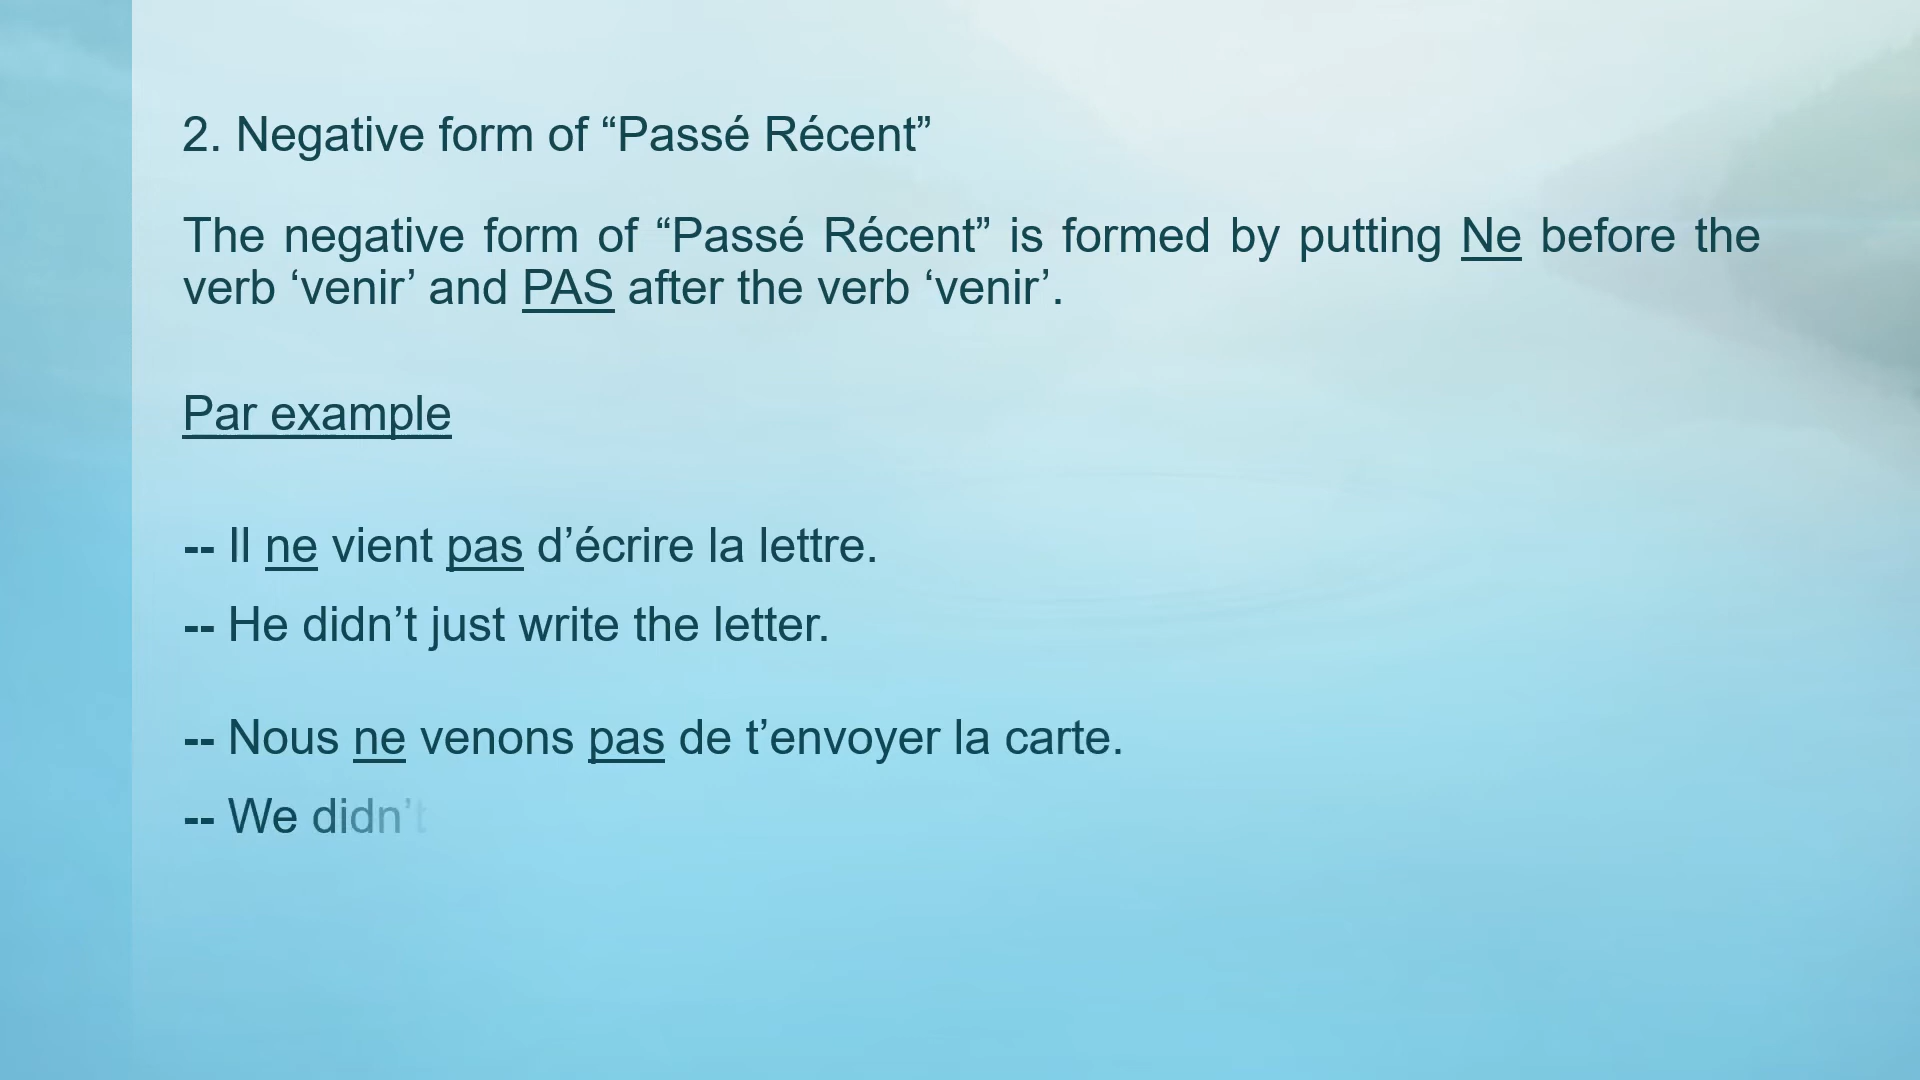 2. Negative form of “Passé Récent”
The negative form of “Passé Récent” is formed by putting Ne before the
verb ‘venir’ and PAS after the verb ‘venir’.
Par example
-- Il ne vient pas d’écrire la lettre.
-- He didn’t just write the letter.
-- Nous ne venons pas de t’envoyer la carte.
-- We didn’t